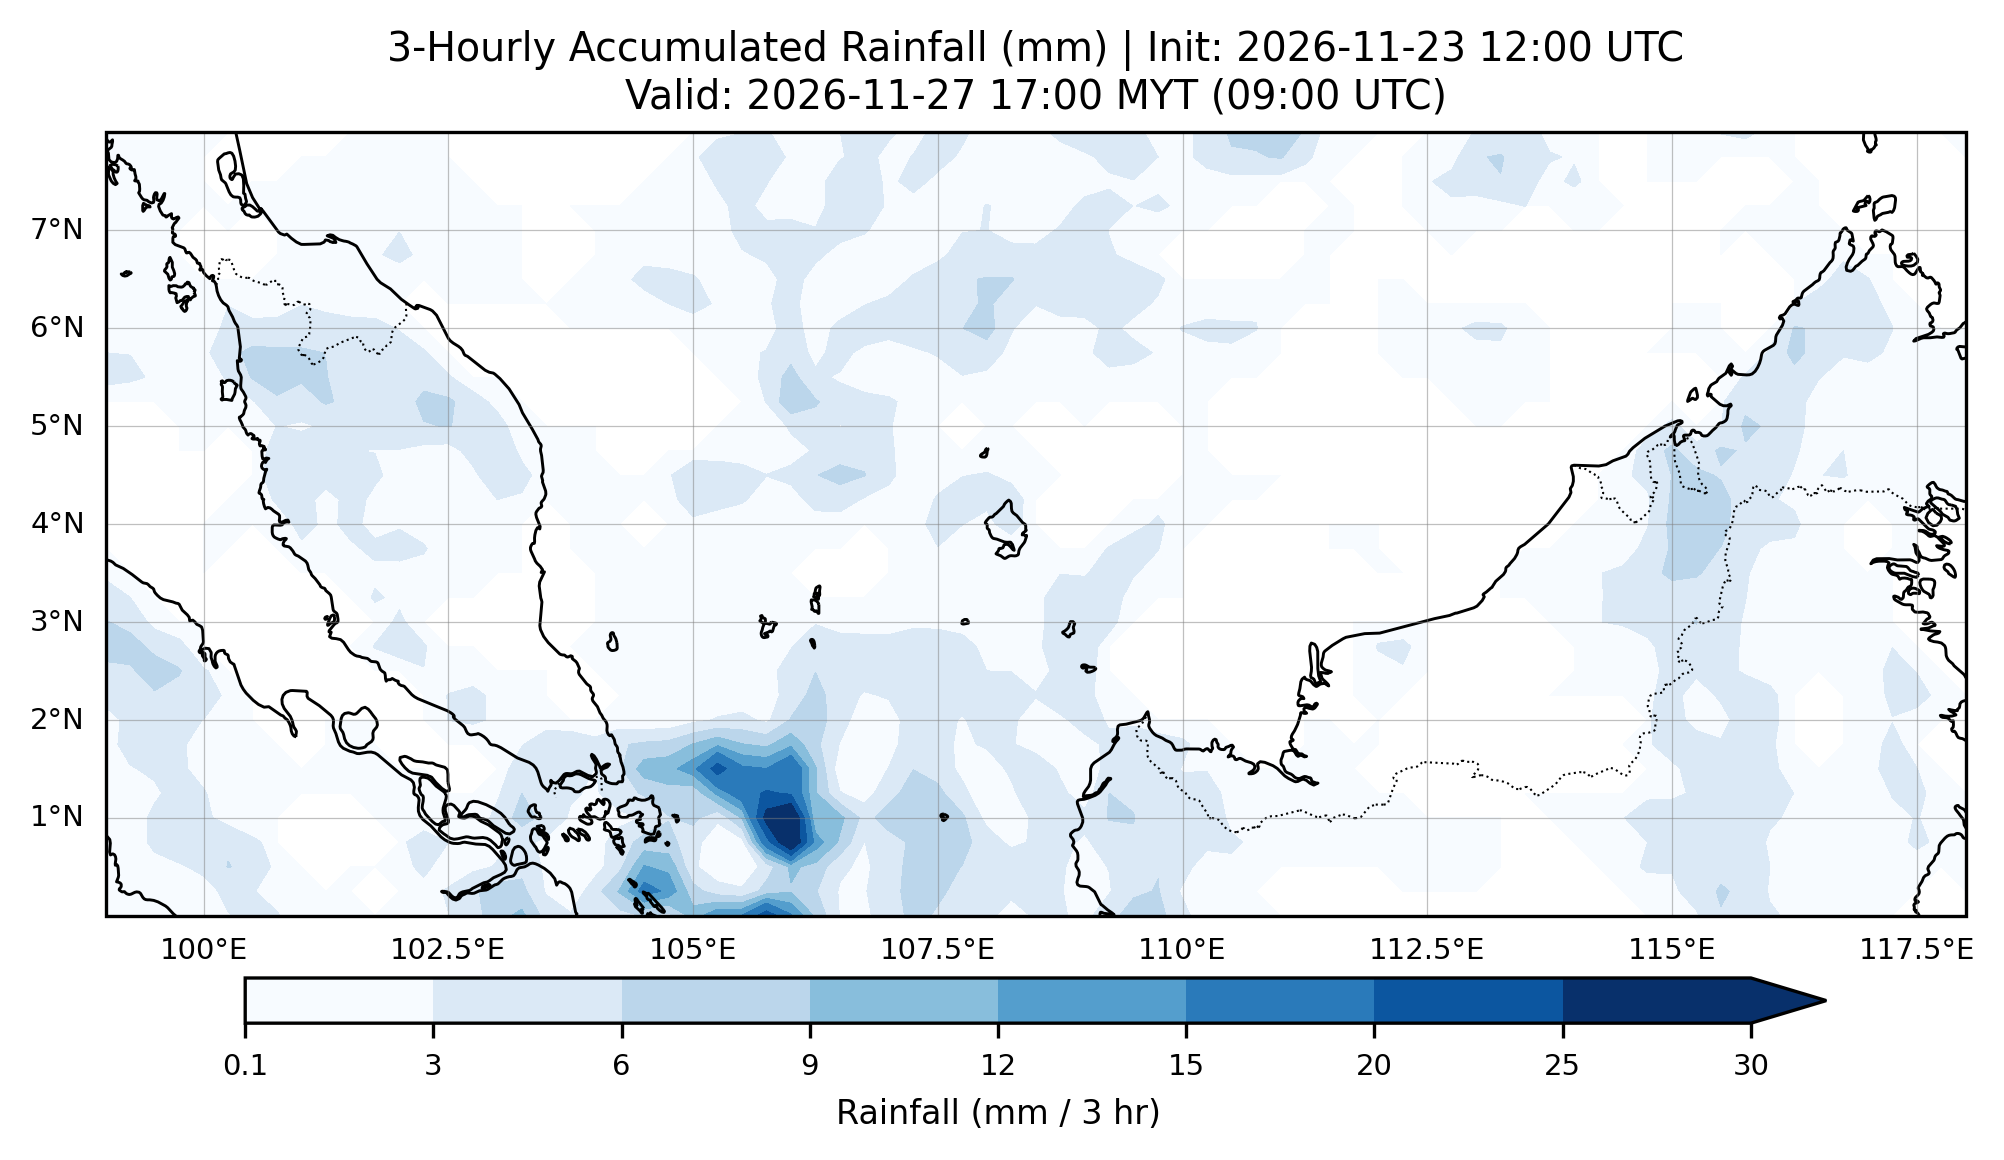 3-Hourly Accumulated Rainfall (mm) | Init: 2026-11-23 12:00 UTC
Valid: 2026-11-27 17:00 MYT (09:00 UTC)
7°N
6°N
5°N
4°N
3°N
2°N
1°N
100°E 102.5°E 105°E 107.5°E 110°E 112.5°E 115°E 117.5°E
0.1 3 6 9 12 15 20 25 30
Rainfall (mm / 3 hr)